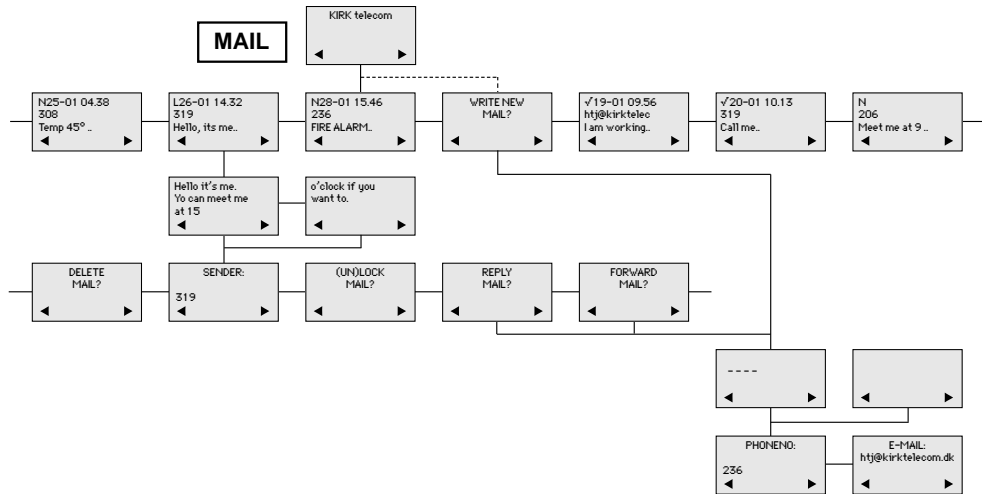 KIRK telecom
MAIL
N25-01 04.38
308
Temp 45° ..
L26-01 14.32
319
Hello, its me..
N28-01 15.46
236
FIRE ALARM..
WRITE NEW
MAIL?
√19-01 09.56
htj@kirktelec
I am working..
√20-01 10.13
319
Call me..
N
206
Meet me at 9 ..
Hello it's me.
Yo can meet me
at 15
o'clock if you
want to.
DELETE
MAIL?
SENDER:
319
(UN)LOCK
MAIL?
REPLY
MAIL?
FORWARD
MAIL?
----
PHONENO:
236
E-MAIL:
htj@kirktelecom.dk